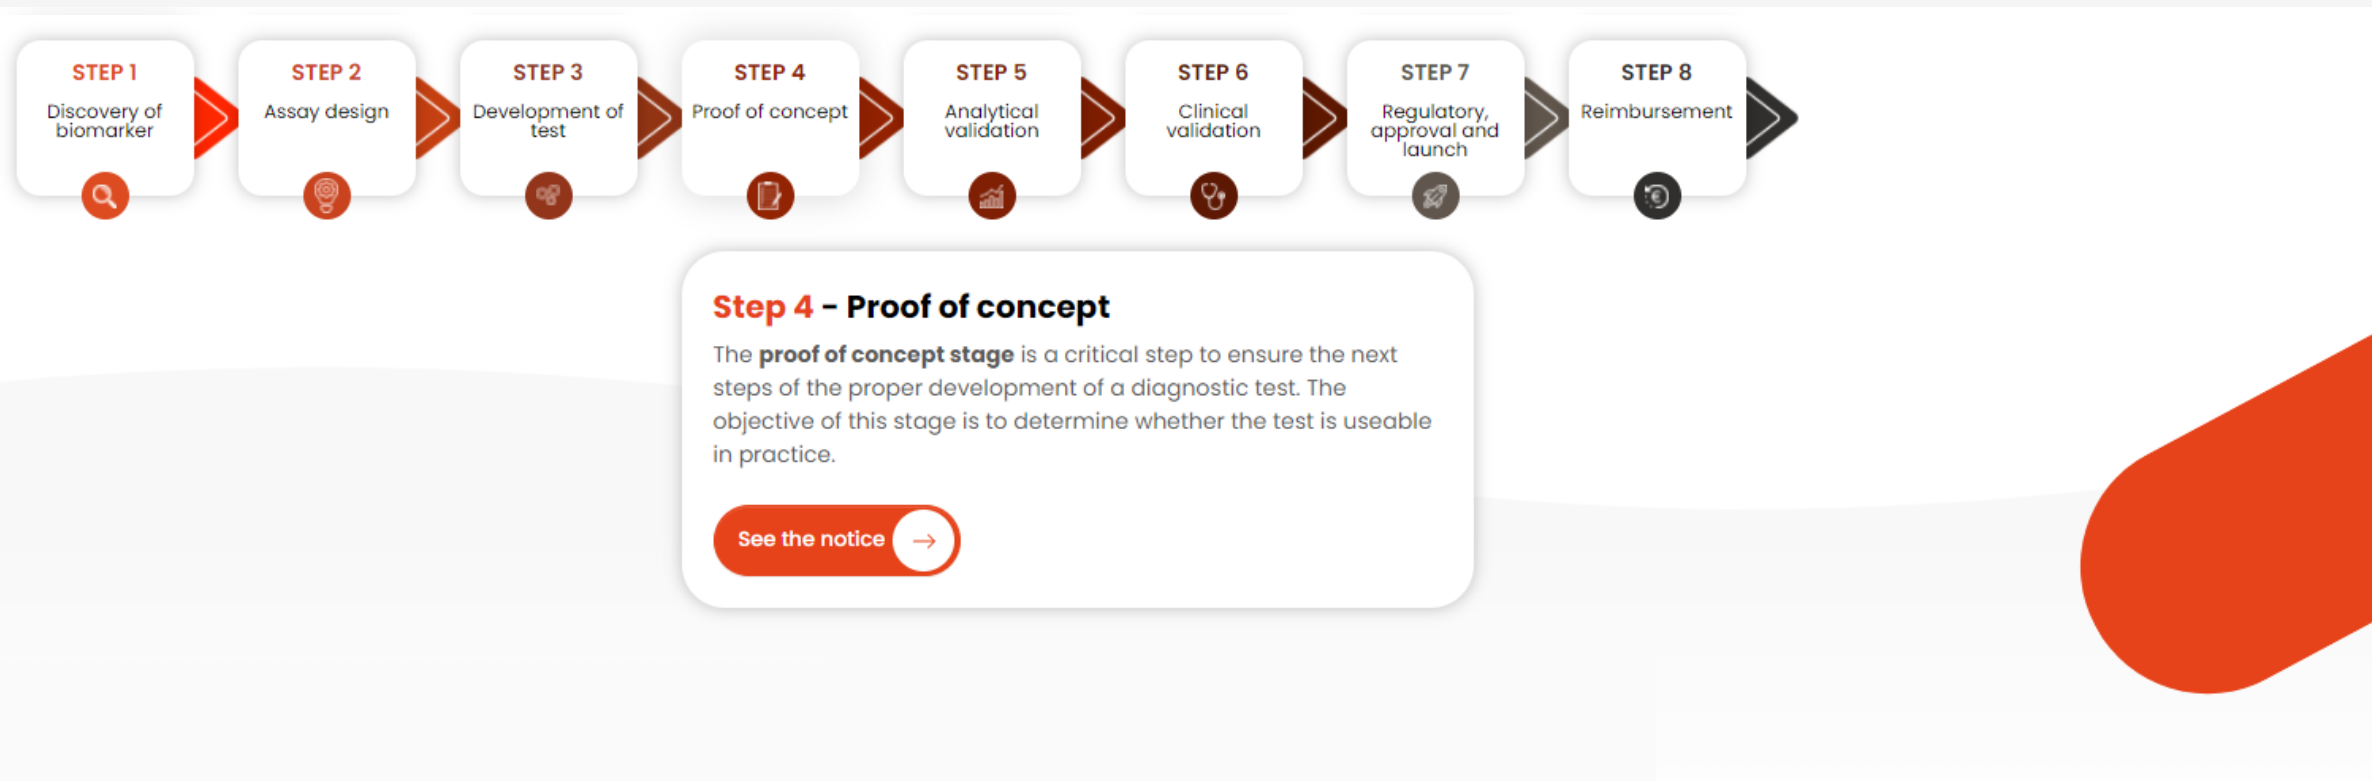 STEP 1
Discovery of
biomarker
STEP 2
Assay design
STEP 3
Development of
test
STEP 4
Proof of concept
STEP 5
Analytical
validation
STEP 6
Clinical
validation
STEP 7
Regulatory,
approval and
launch
STEP 8
Reimbursement
Step 4 - Proof of concept
The proof of concept stage is a critical step to ensure the next
steps of the proper development of a diagnostic test. The
objective of this stage is to determine whether the test is useable
in practice.
See the notice